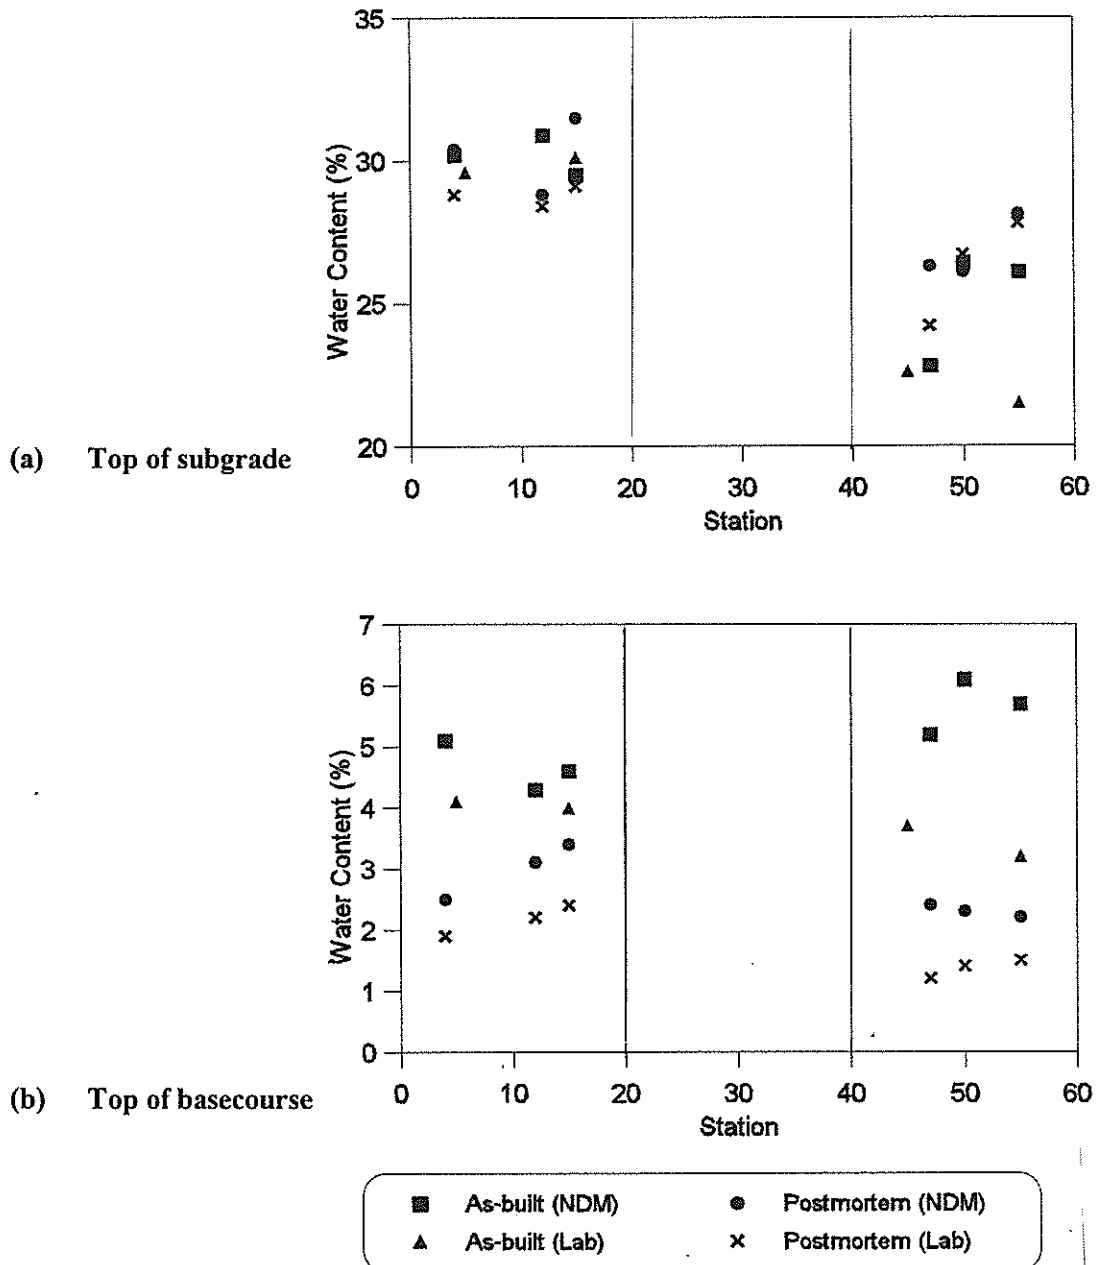 35
30
25
20
Water Content (%)
0 10 20 30 40 50 60
Station
(a) Top of subgrade
7
6
5
4
3
2
1
0
Water Content (%)
0 10 20 30 40 50 60
Station
(b) Top of basecourse
As-built (NDM) Postmortem (NDM)
As-built (Lab) Postmortem (Lab)